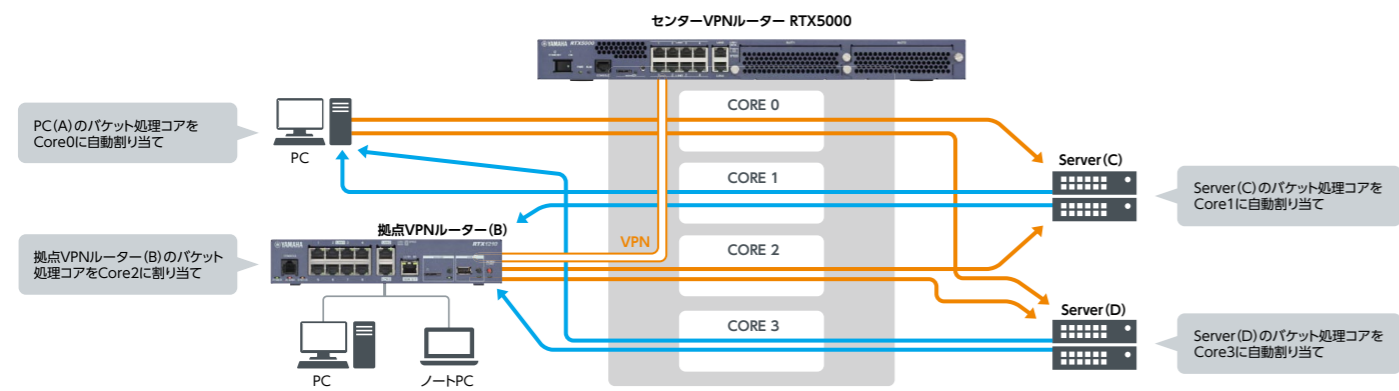 センターVPNルーター RTX5000
YAMAHA RTX5000
CORE 0
PC(A)のパケット処理コアを
Core0に自動割り当て
PC
CORE 1
Server(C)
Server(C)のパケット処理コアを
Core1に自動割り当て
拠点VPNルーター(B)
YAMAHA
RTX1210
VPN
CORE 2
拠点VPNルーター(B)のパケット
処理コアをCore2に割り当て
Server(D)
CORE 3
Server(D)のパケット処理コアを
Core3に自動割り当て
PC
ノートPC